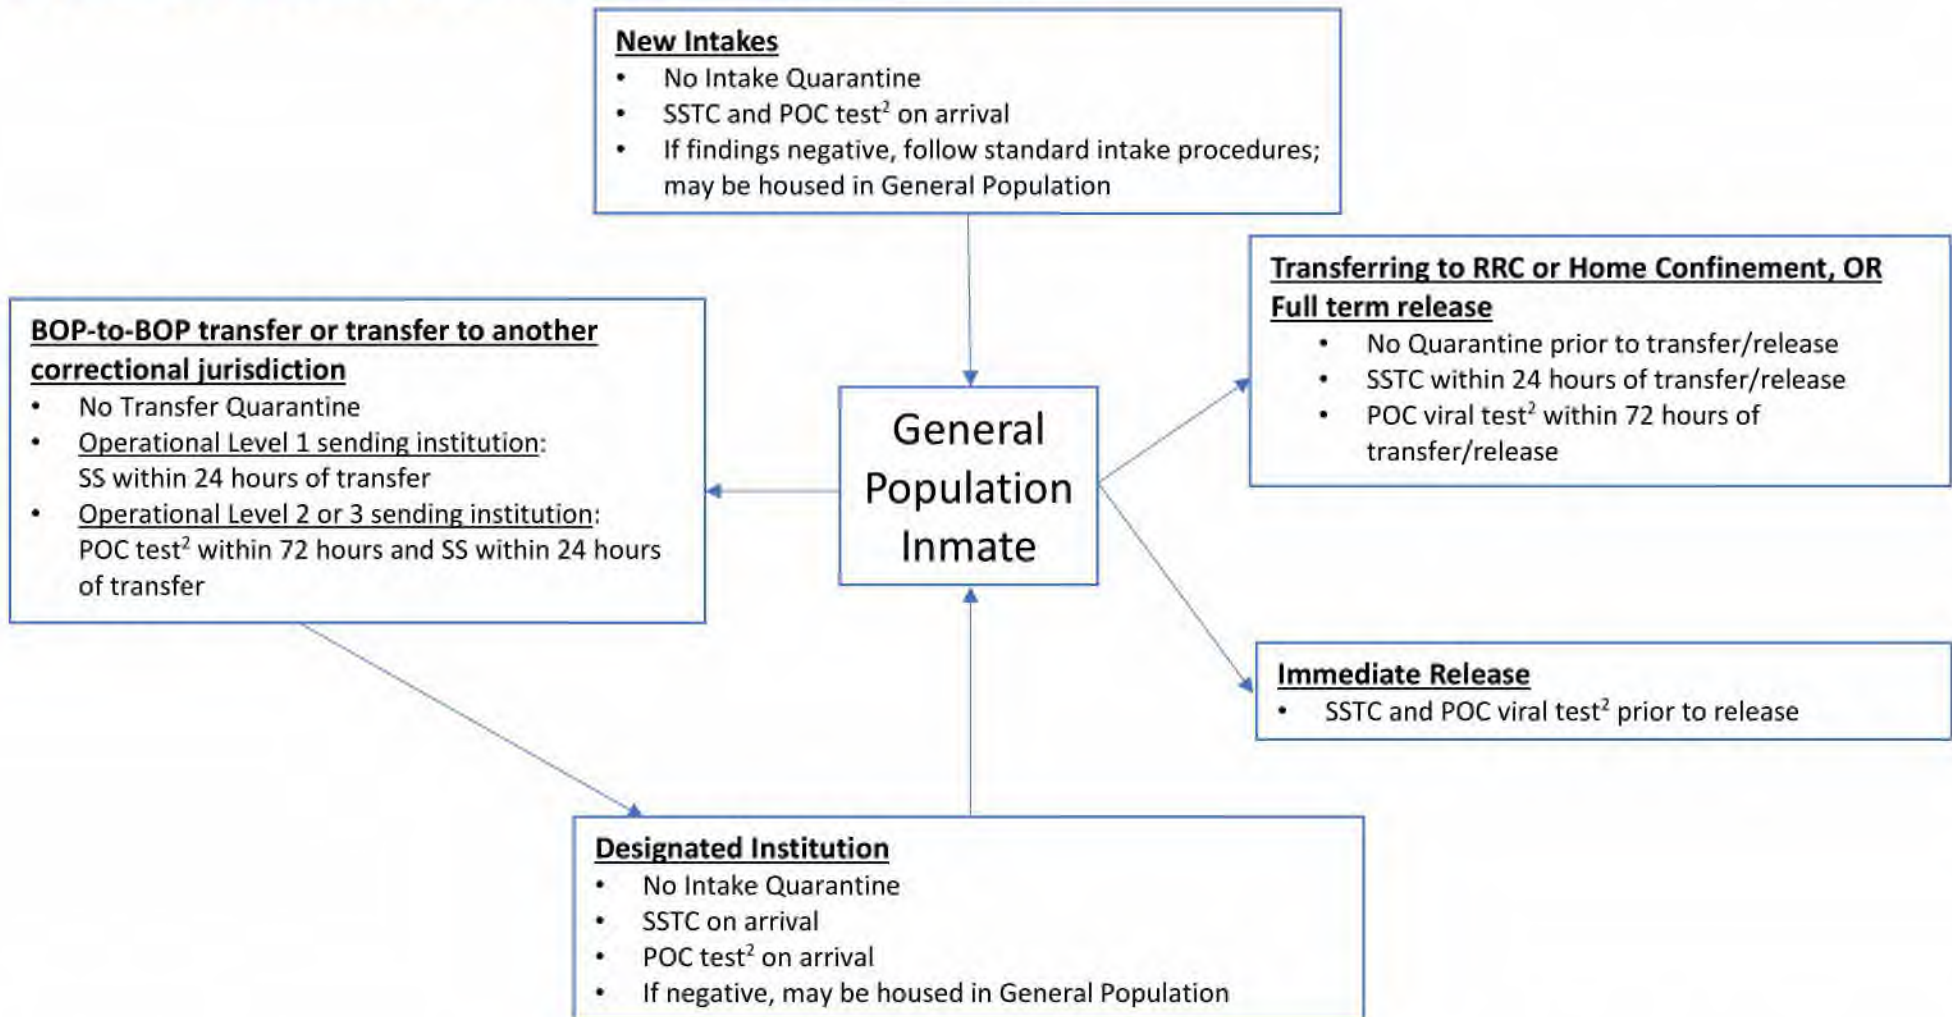 New Intakes
• No Intake Quarantine
• SSTC and POC test² on arrival
• If findings negative, follow standard intake procedures;
may be housed in General Population
Transferring to RRC or Home Confinement, OR
Full term release
• No Quarantine prior to transfer/release
• SSTC within 24 hours of transfer/release
• POC viral test² within 72 hours of
transfer/release
BOP-to-BOP transfer or transfer to another
correctional jurisdiction
• No Transfer Quarantine
• Operational Level 1 sending institution:
SS within 24 hours of transfer
• Operational Level 2 or 3 sending institution:
POC test² within 72 hours and SS within 24 hours
of transfer
General
Population
Inmate
Immediate Release
• SSTC and POC viral test² prior to release
Designated Institution
• No Intake Quarantine
• SSTC on arrival
• POC test² on arrival
• If negative, may be housed in General Population